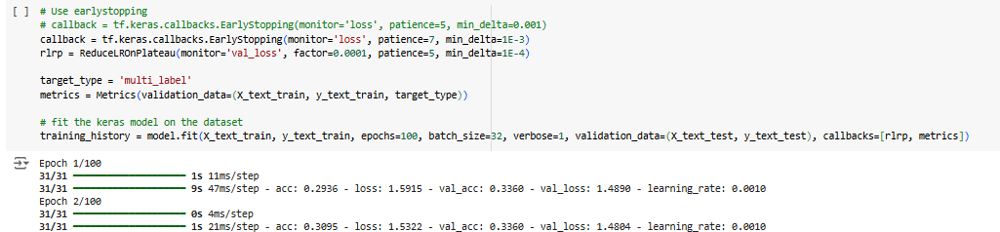 [ ] # Use earlystopping
# callback = tf.keras.callbacks.EarlyStopping(monitor='loss', patience=5, min_delta=0.001)
callback = tf.keras.callbacks.EarlyStopping(monitor='loss', patience=7, min_delta=1E-3)
rlrp = ReduceLROnPlateau(monitor='val_loss', factor=0.0001, patience=5, min_delta=1E-4)
target_type = 'multi_label'
metrics = Metrics(validation_data=(X_text_train, y_text_train, target_type))
# fit the keras model on the dataset
training_history = model.fit(X_text_train, y_text_train, epochs=100, batch_size=32, verbose=1, validation_data=(X_text_test, y_text_test), callbacks=[rlrp, metrics])
Epoch 1/100
31/31 1s 11ms/step
31/31 9s 47ms/step - acc: 0.2936 - loss: 1.5915 - val_acc: 0.3360 - val_loss: 1.4890 - learning_rate: 0.0010
Epoch 2/100
31/31 0s 4ms/step
31/31 1s 21ms/step - acc: 0.3095 - loss: 1.5322 - val_acc: 0.3360 - val_loss: 1.4804 - learning_rate: 0.0010